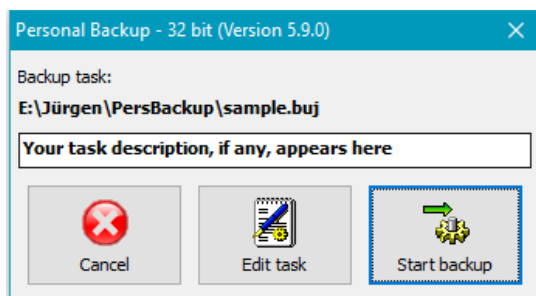 Personal Backup - 32 bit (Version 5.9.0)
Backup task:
E:\Jürgen\PersBackup\sample.buj
Your task description, if any, appears here
Cancel
Edit task
Start backup